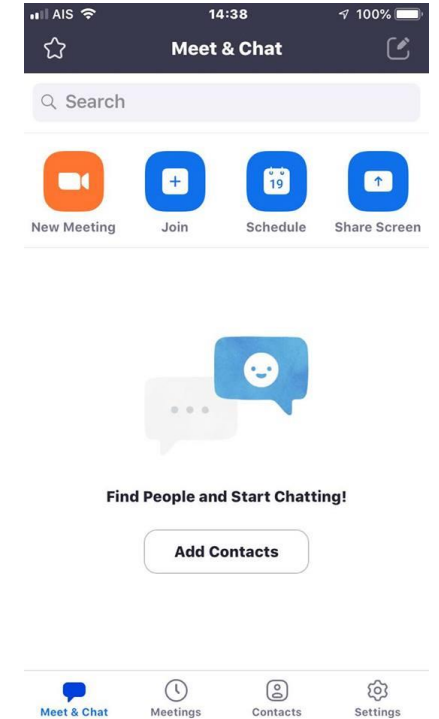 AIS 14:38 100%
Meet & Chat
Search
19
New Meeting Join Schedule Share Screen
Find People and Start Chatting!
Add Contacts
Meet & Chat Meetings Contacts Settings